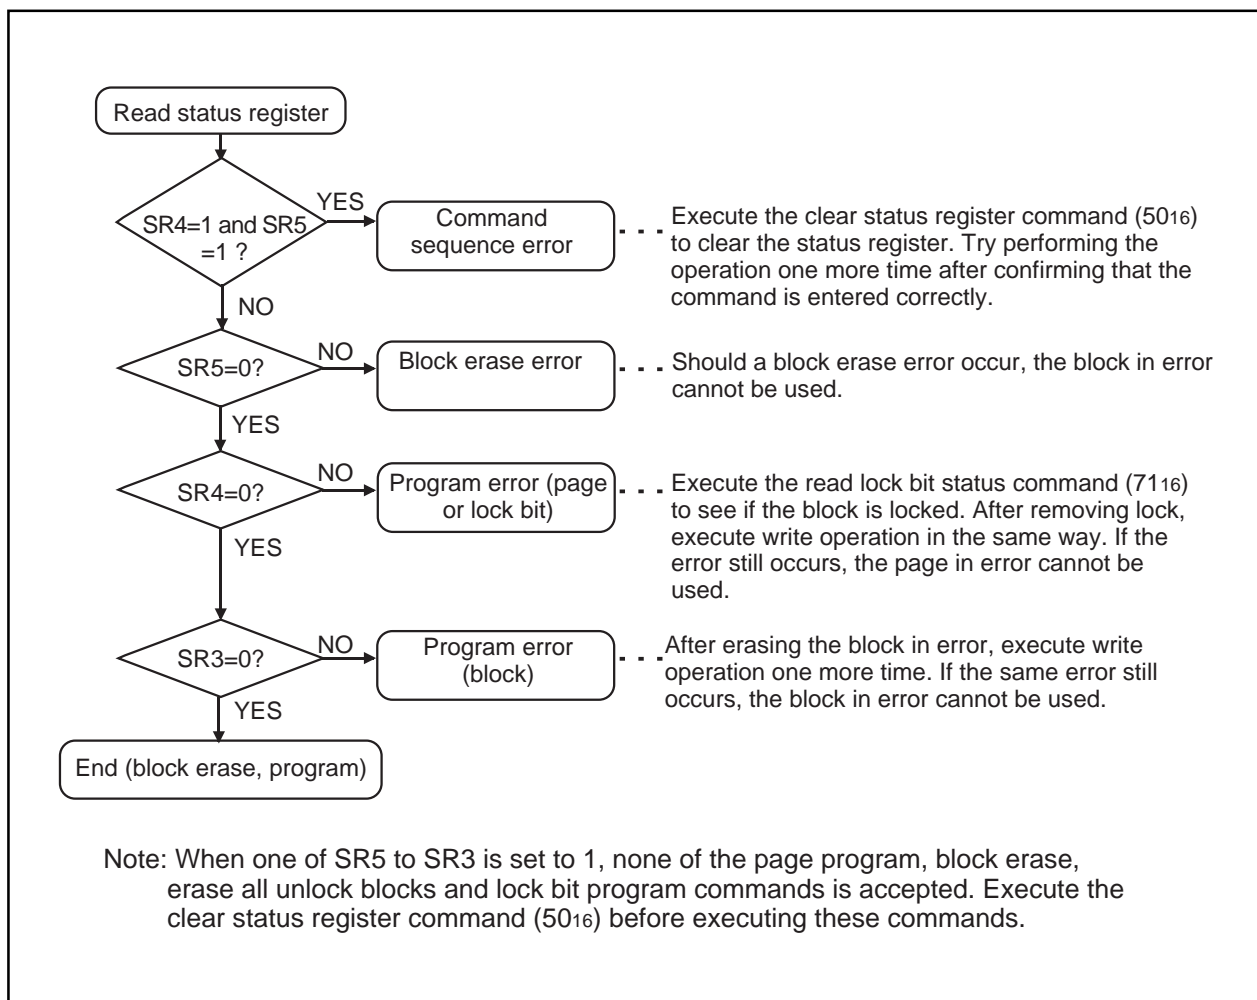 Read status register
SR4=1 and SR5
=1 ?
YES
Command
sequence error
Execute the clear status register command (5016)
to clear the status register. Try performing the
operation one more time after confirming that the
command is entered correctly.
NO
SR5=0?
NO
Block erase error
Should a block erase error occur, the block in error
cannot be used.
YES
SR4=0?
NO
Program error (page
or lock bit)
Execute the read lock bit status command (7116)
to see if the block is locked. After removing lock,
execute write operation in the same way. If the
error still occurs, the page in error cannot be
used.
YES
SR3=0?
NO
Program error
(block)
After erasing the block in error, execute write
operation one more time. If the same error still
occurs, the block in error cannot be used.
YES
End (block erase, program)
Note: When one of SR5 to SR3 is set to 1, none of the page program, block erase,
erase all unlock blocks and lock bit program commands is accepted. Execute the
clear status register command (5016) before executing these commands.